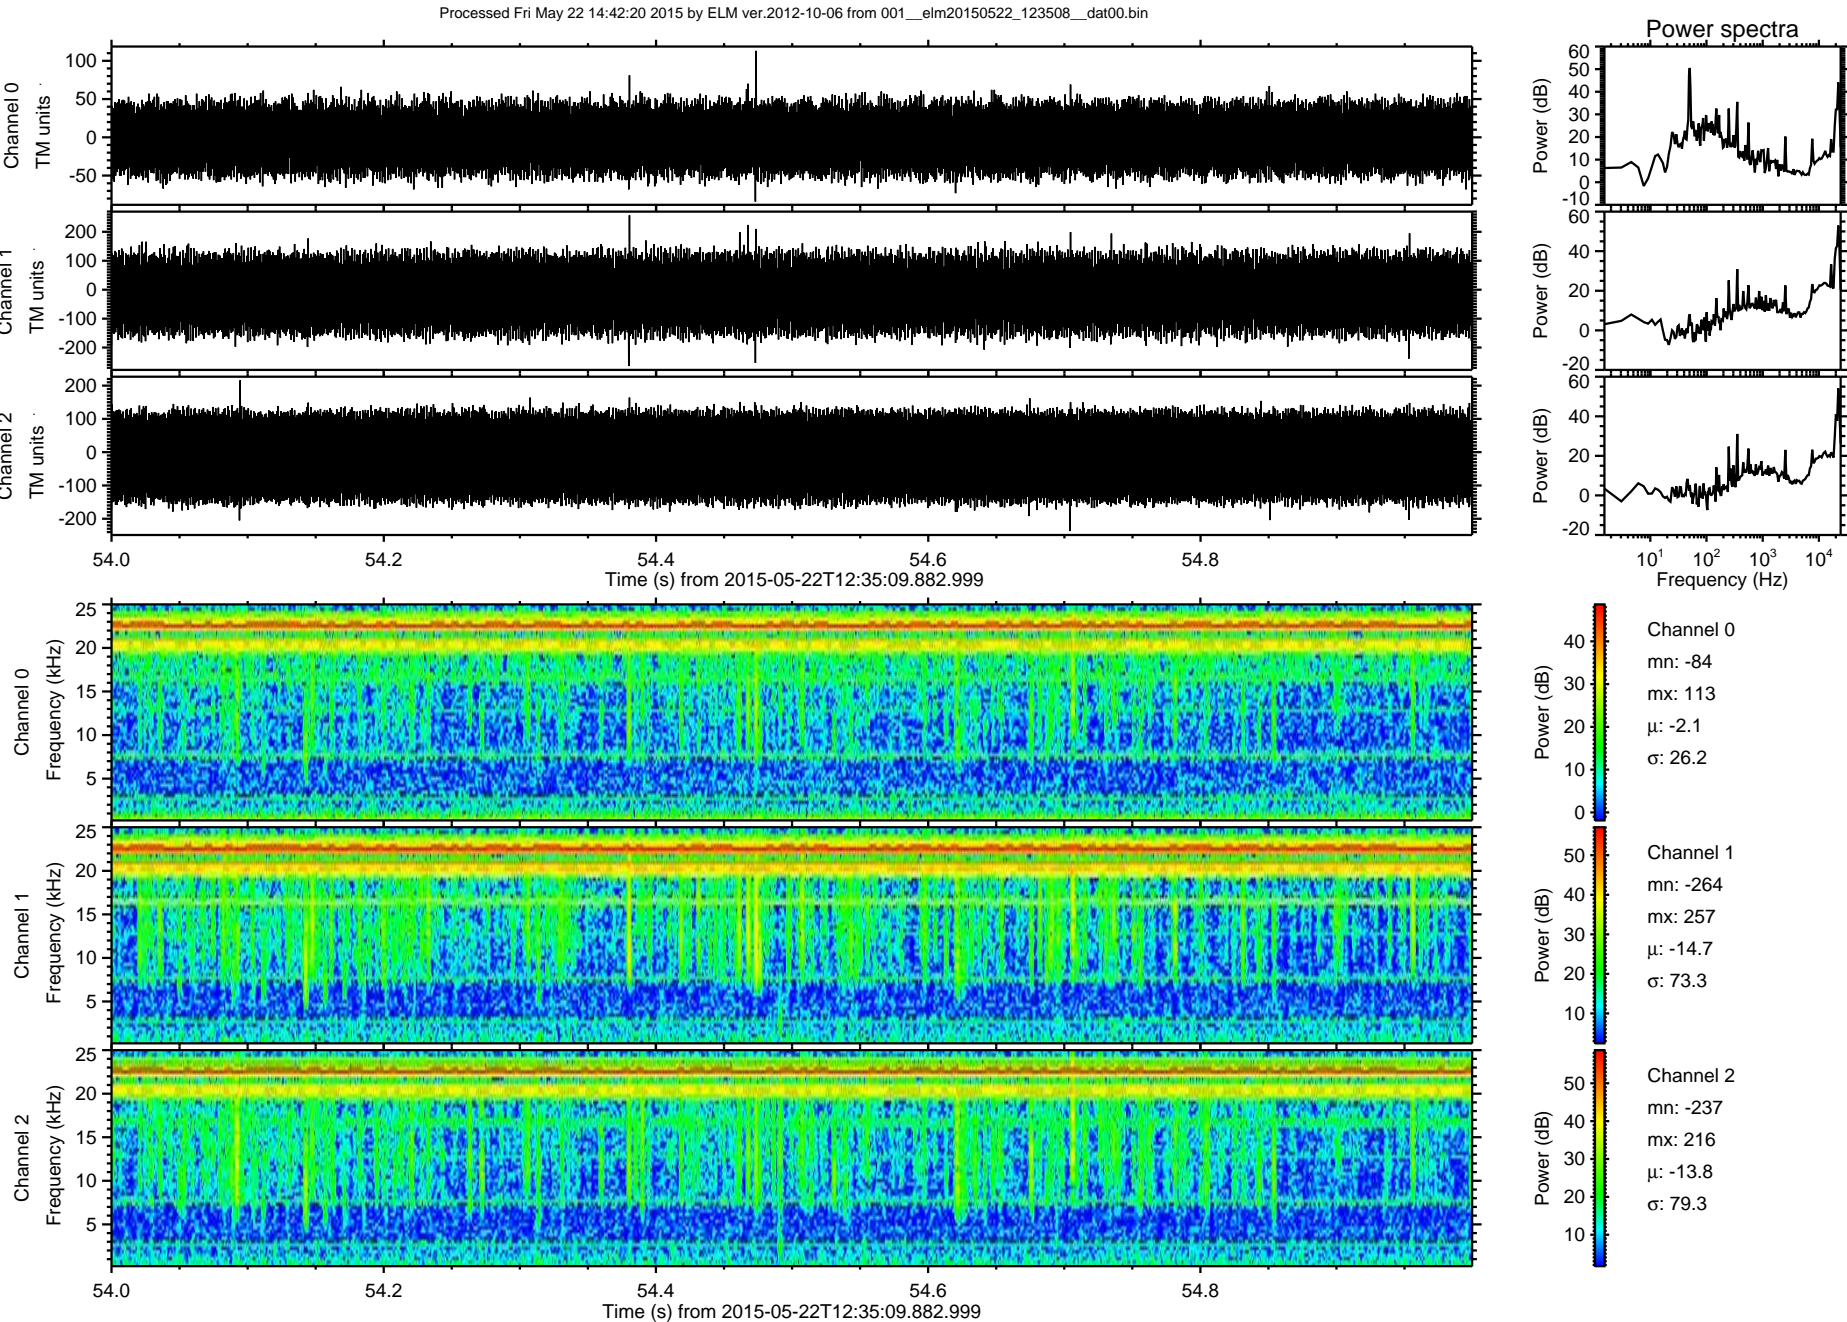 Processed Fri May 22 14:42:20 2015 by ELM ver.2012-10-06 from 001__elm20150522_123508__dat00.bin
Power spectra
Channel 0
TM units
100
50
0
-50
Power (dB)
60
50
40
30
20
10
0
-10
Channel 1
TM units
200
100
0
-100
-200
Power (dB)
60
40
20
0
-20
Channel 2
TM units
200
100
0
-100
-200
Power (dB)
60
40
20
0
-20
54.0 54.2 54.4 54.6 54.8
Time (s) from 2015-05-22T12:35:09.882.999
10¹ 10² 10³ 10⁴
Frequency (Hz)
Channel 0
Frequency (kHz)
25
20
15
10
5
Power (dB)
40
30
20
10
0
Channel 0
mn: -84
mx: 113
μ: -2.1
σ: 26.2
Channel 1
Frequency (kHz)
25
20
15
10
5
Power (dB)
50
40
30
20
10
Channel 1
mn: -264
mx: 257
μ: -14.7
σ: 73.3
Channel 2
Frequency (kHz)
25
20
15
10
5
Power (dB)
50
40
30
20
10
Channel 2
mn: -237
mx: 216
μ: -13.8
σ: 79.3
54.0 54.2 54.4 54.6 54.8
Time (s) from 2015-05-22T12:35:09.882.999